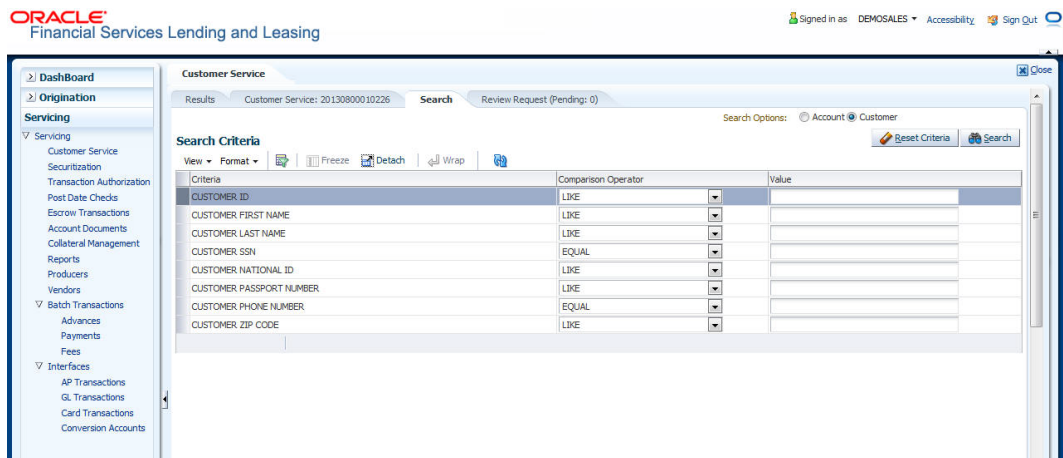 ORACLE
Financial Services Lending and Leasing
Signed in as DEMOSALES Accessibility Sign Out
Close
DashBoard
Origination
Servicing
Servicing
Customer Service
Securitization
Transaction Authorization
Post Date Checks
Escrow Transactions
Account Documents
Collateral Management
Reports
Producers
Vendors
Batch Transactions
Advances
Payments
Fees
Interfaces
AP Transactions
GL Transactions
Card Transactions
Conversion Accounts
Customer Service
Results Customer Service: 20130800010226 Search Review Request (Pending: 0)
Search Options: Account Customer
Search Criteria
Reset Criteria Search
View Format Freeze Detach Wrap
Criteria Comparison Operator Value
CUSTOMER ID LIKE
CUSTOMER FIRST NAME LIKE
CUSTOMER LAST NAME LIKE
CUSTOMER SSN EQUAL
CUSTOMER NATIONAL ID LIKE
CUSTOMER PASSPORT NUMBER LIKE
CUSTOMER PHONE NUMBER EQUAL
CUSTOMER ZIP CODE LIKE